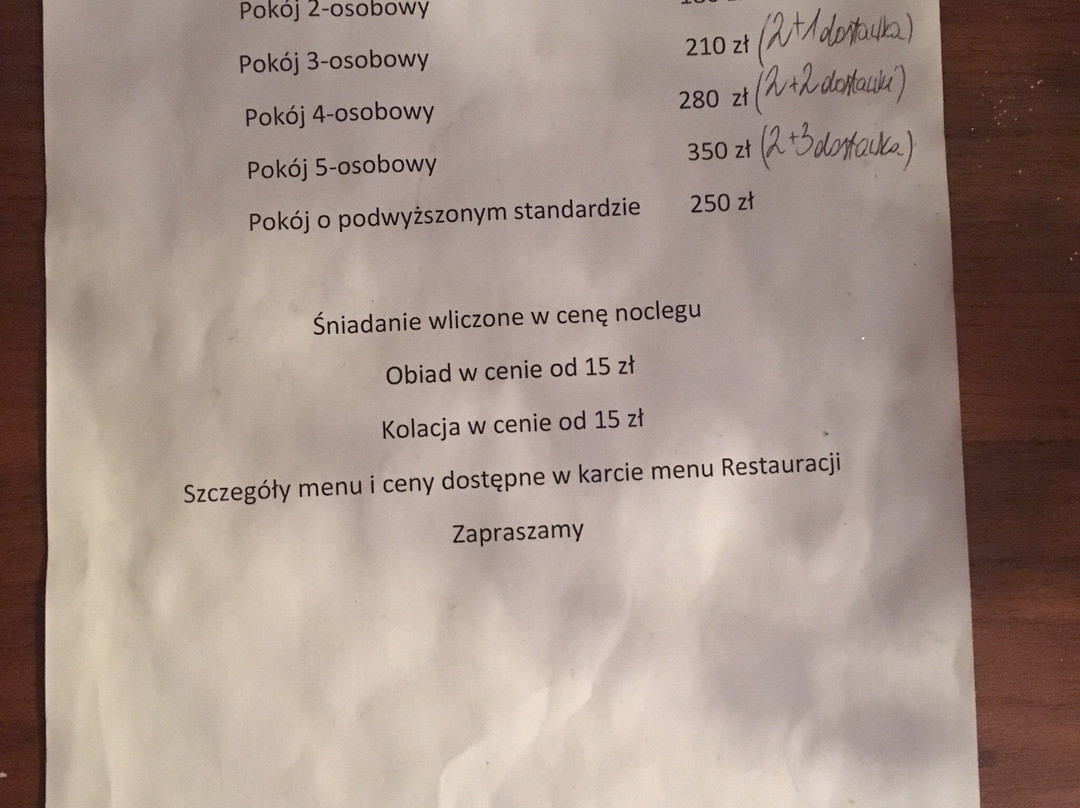 Pokój 2-osobowy
Pokój 3-osobowy 210 zł (2+1 dostawka)
Pokój 4-osobowy 280 zł (2+2 dostawki)
Pokój 5-osobowy 350 zł (2+3 dostawka)
Pokój o podwyższonym standardzie 250 zł
Śniadanie wliczone w cenę noclegu
Obiad w cenie od 15 zł
Kolacja w cenie od 15 zł
Szczegóły menu i ceny dostępne w karcie menu Restauracji
Zapraszamy